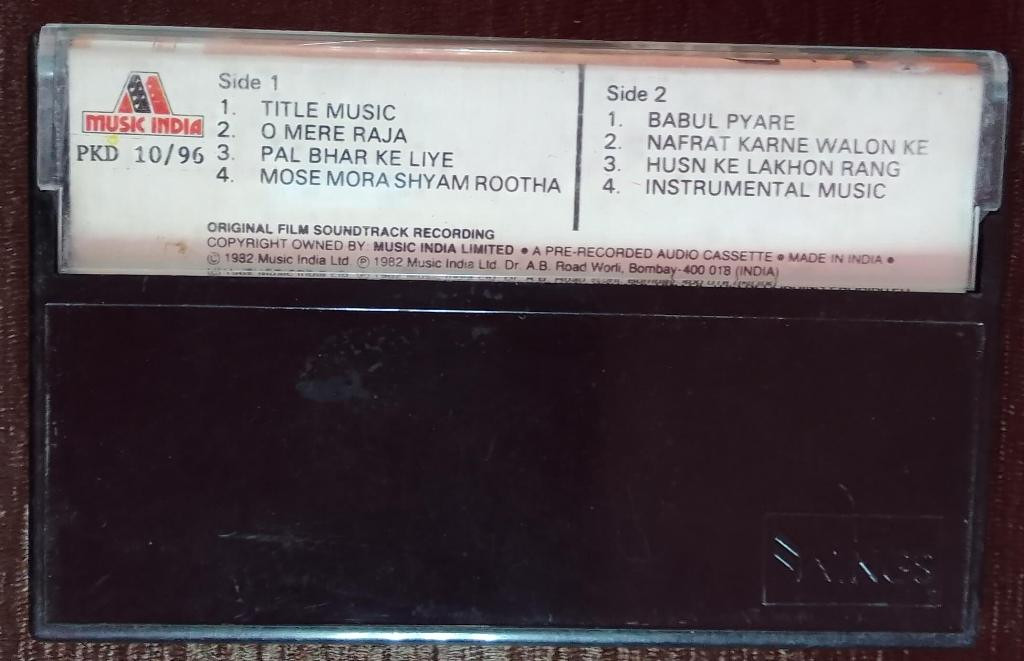 MUSIC INDIA
PKD 10/96
Side 1
1. TITLE MUSIC
2. O MERE RAJA
3. PAL BHAR KE LIYE
4. MOSE MORA SHYAM ROOTHA
Side 2
1. BABUL PYARE
2. NAFRAT KARNE WALON KE
3. HUSN KE LAKHON RANG
4. INSTRUMENTAL MUSIC
ORIGINAL FILM SOUNDTRACK RECORDING
COPYRIGHT OWNED BY: MUSIC INDIA LIMITED • A PRE-RECORDED AUDIO CASSETTE • MADE IN INDIA •
© 1982 Music India Ltd. ℗ 1982 Music India Ltd. Dr. A.B. Road Worli, Bombay-400 018 (INDIA)